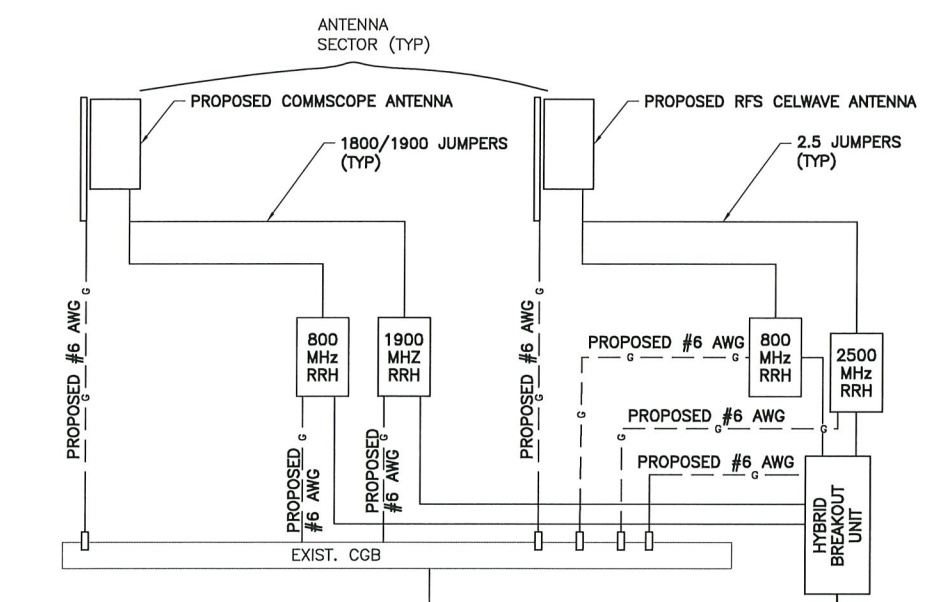 ANTENNA
SECTOR (TYP)
PROPOSED COMMSCOPE ANTENNA
PROPOSED RFS CELWAVE ANTENNA
1800/1900 JUMPERS
(TYP)
2.5 JUMPERS
(TYP)
G
PROPOSED #6 AWG
G
800
MHz
RRH
1900
MHZ
RRH
G
PROPOSED #6 AWG
G
PROPOSED #6 AWG
G
G
G
800
MHz
RRH
2500
MHz
RRH
PROPOSED #6 AWG
G
G
G
PROPOSED #6 AWG
G
G
PROPOSED
#6 AWG
G
PROPOSED
#6 AWG
HYBRID
BREAKOUT
UNIT
EXIST. CGB